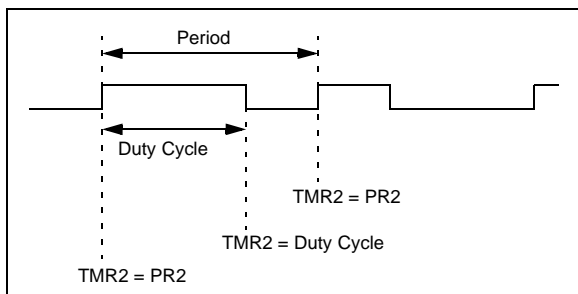 Period
Duty Cycle
TMR2 = PR2
TMR2 = Duty Cycle
TMR2 = PR2